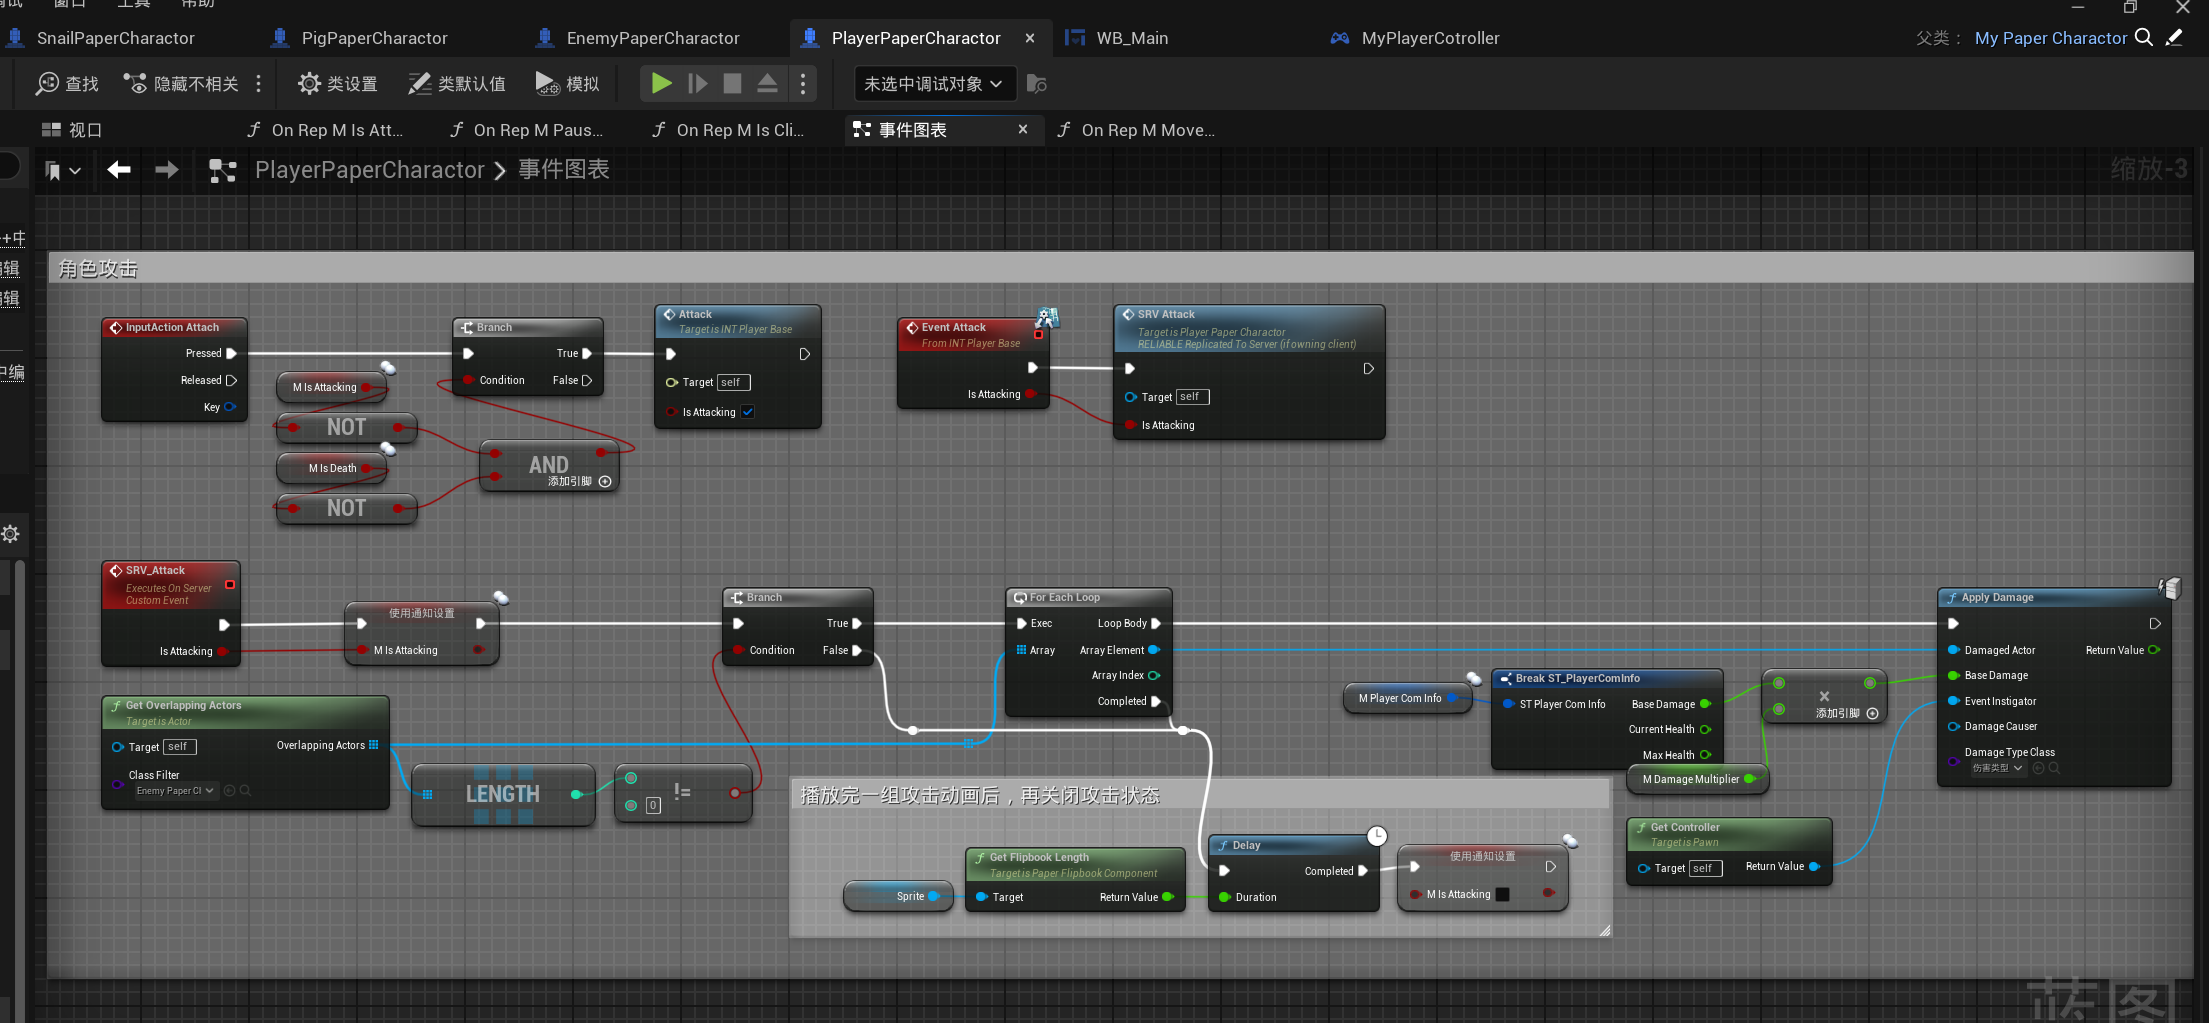 窗口 工具 帮助
SnailPaperCharactor PigPaperCharactor EnemyPaperCharactor PlayerPaperCharactor WB_Main MyPlayerCotroller 父类： My Paper Charactor
查找 隐藏不相关 类设置 类默认值 模拟 未选中调试对象
视口 On Rep M Is Att... On Rep M Paus... On Rep M Is Cli... 事件图表 On Rep M Move...
PlayerPaperCharactor > 事件图表 缩放-3
角色攻击
InputAction Attach
Pressed
Released
Key
M Is Attacking
NOT
M Is Death
NOT
Branch
True
Condition False
AND
添加引脚
Attack
Target is INT Player Base
Target self
Is Attacking
Event Attack
From INT Player Base
Is Attacking
SRV Attack
Target is Player Paper Charactor
RELIABLE Replicated To Server (if owning client)
Target self
Is Attacking
SRV_Attack
Executes On Server
Custom Event
Is Attacking
使用通知设置
M Is Attacking
Branch
True
Condition False
For Each Loop
Exec Loop Body
Array Array Element
Array Index
Completed
Apply Damage
Damaged Actor Return Value
Base Damage
Event Instigator
Damage Causer
Damage Type Class
伤害类型
Get Overlapping Actors
Target is Actor
Target self Overlapping Actors
Class Filter
Enemy Paper Cl
LENGTH
!=
0
M Player Com Info
Break ST_PlayerComInfo
ST Player Com Info Base Damage
Current Health
Max Health
×
添加引脚
M Damage Multiplier
播放完一组攻击动画后，再关闭攻击状态
Sprite
Get Flipbook Length
Target is Paper Flipbook Component
Target Return Value
Delay
Completed
Duration
使用通知设置
M Is Attacking
Get Controller
Target is Pawn
Target self Return Value
蓝图